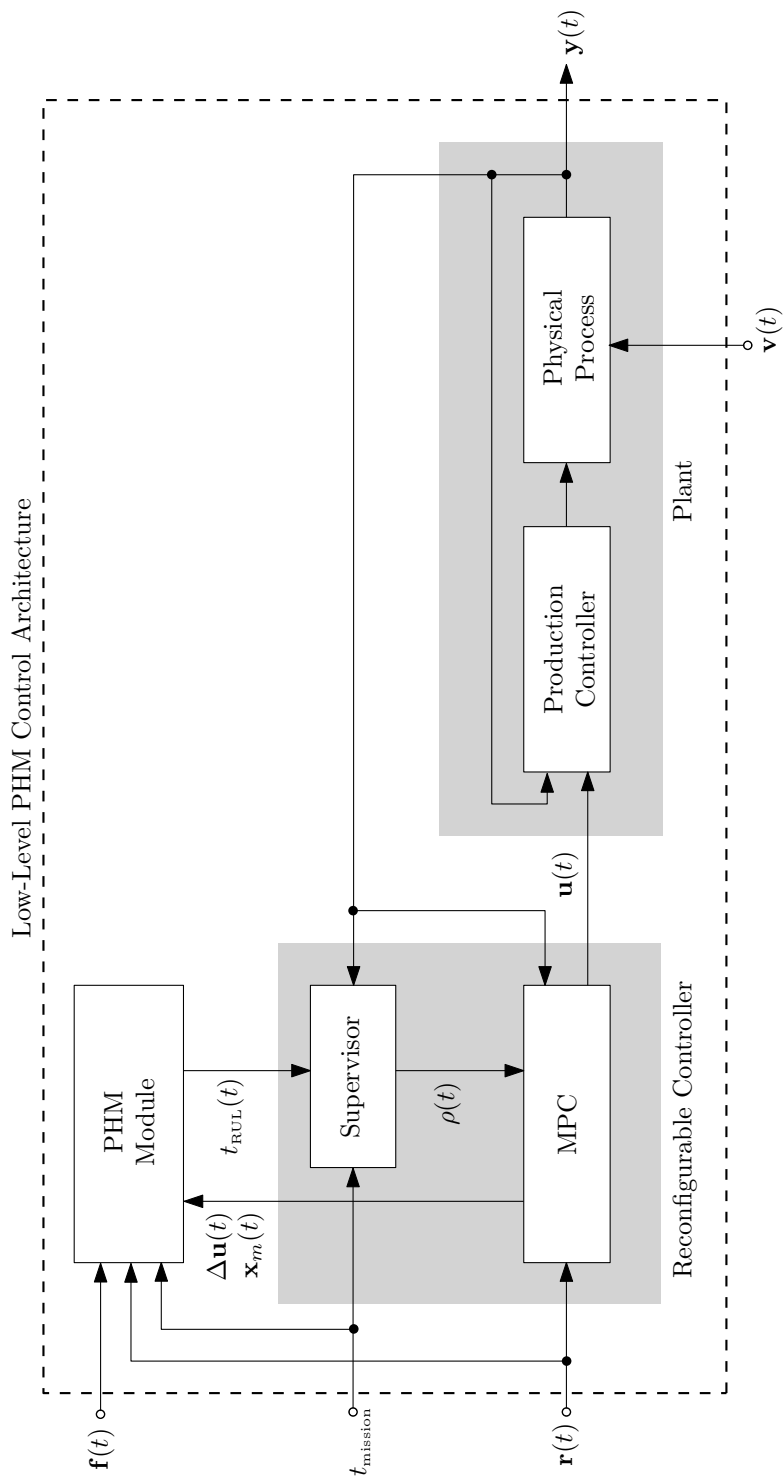 Low-Level PHM Control Architecture
f(t)
PHM
Module
t_RUL(t)
Δu(t)
x_m(t)
t_mission
Supervisor
ρ(t)
r(t)
MPC
Reconfigurable Controller
u(t)
Production
Controller
Physical
Process
Plant
v(t)
y(t)